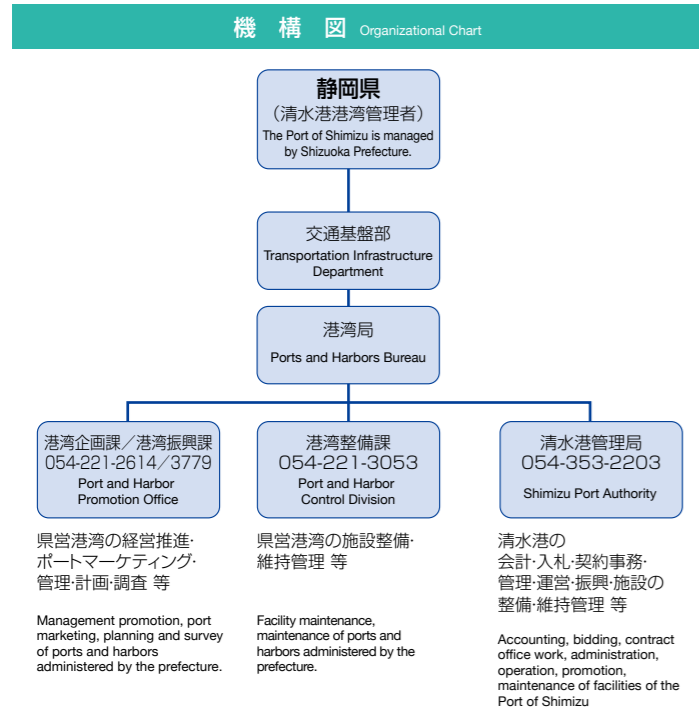 機 構 図 Organizational Chart
静岡県
（清水港港湾管理者）
The Port of Shimizu is managed
by Shizuoka Prefecture.
交通基盤部
Transportation Infrastructure
Department
港湾局
Ports and Harbors Bureau
港湾企画課／港湾振興課
054-221-2614／3779
Port and Harbor
Promotion Office
港湾整備課
054-221-3053
Port and Harbor
Control Division
清水港管理局
054-353-2203
Shimizu Port Authority
県営港湾の経営推進・
ポートマーケティング・
管理・計画・調査 等
Management promotion, port
marketing, planning and survey
of ports and harbors
administered by the prefecture.
県営港湾の施設整備・
維持管理 等
Facility maintenance,
maintenance of ports and
harbors administered by the
prefecture.
清水港の
会計・入札・契約事務・
管理・運営・振興・施設の
整備・維持管理 等
Accounting, bidding, contract
office work, administration,
operation, promotion,
maintenance of facilities of the
Port of Shimizu